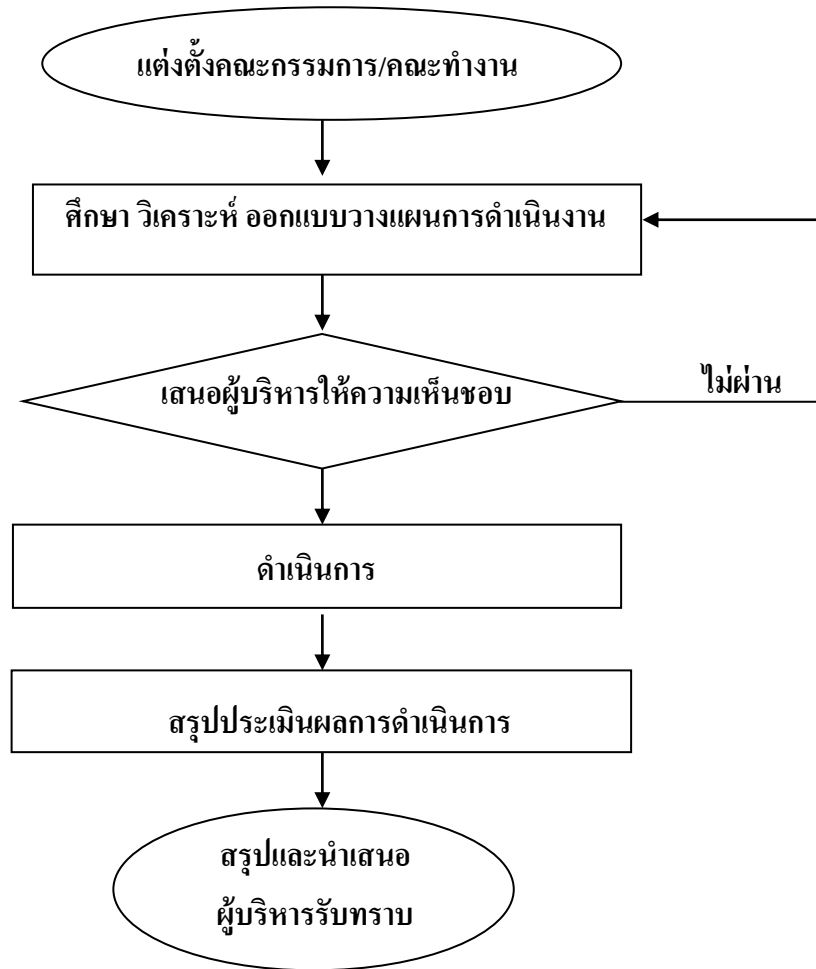 แต่งตั้งคณะกรรมการ/คณะทำงาน
ศึกษา วิเคราะห์ ออกแบบวางแผนการดำเนินงาน
เสนอผู้บริหารให้ความเห็นชอบ
ไม่ผ่าน
ดำเนินการ
สรุปประเมินผลการดำเนินการ
สรุปและนำเสนอ
ผู้บริหารรับทราบ